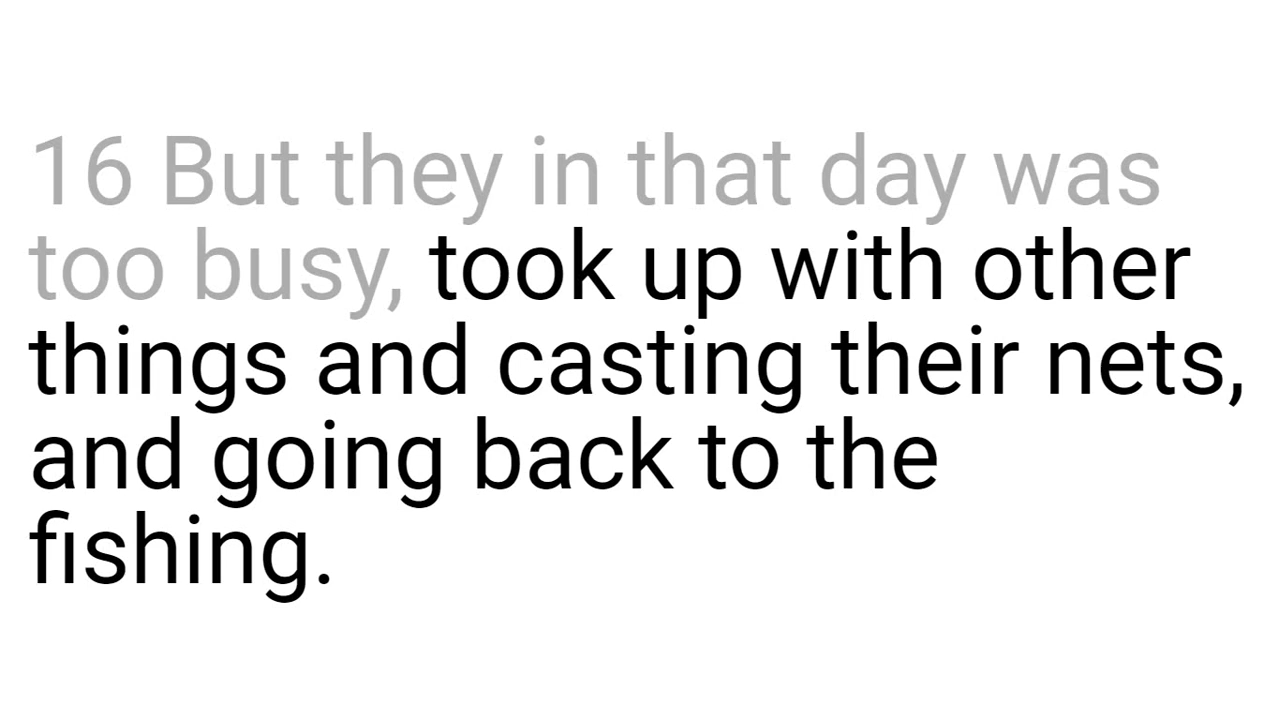 16 But they in that day was
too busy, took up with other
things and casting their nets,
and going back to the
fishing.